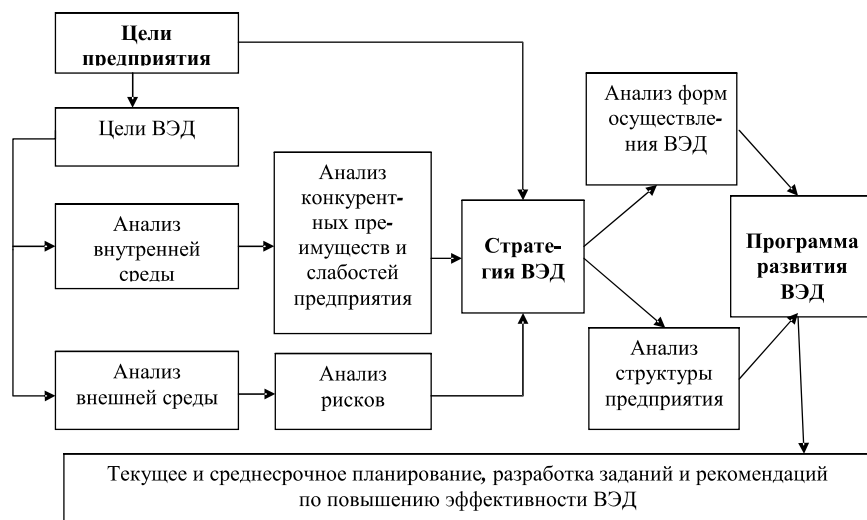 Цели
предприятия
Цели ВЭД
Анализ
внутренней
среды
Анализ
внешней среды
Анализ
конкурент-
ных пре-
имуществ и
слабостей
предприятия
Анализ
рисков
Страте-
гия ВЭД
Анализ форм
осуществле-
ния ВЭД
Анализ
структуры
предприятия
Программа
развития
ВЭД
Текущее и среднесрочное планирование, разработка заданий и рекомендаций
по повышению эффективности ВЭД